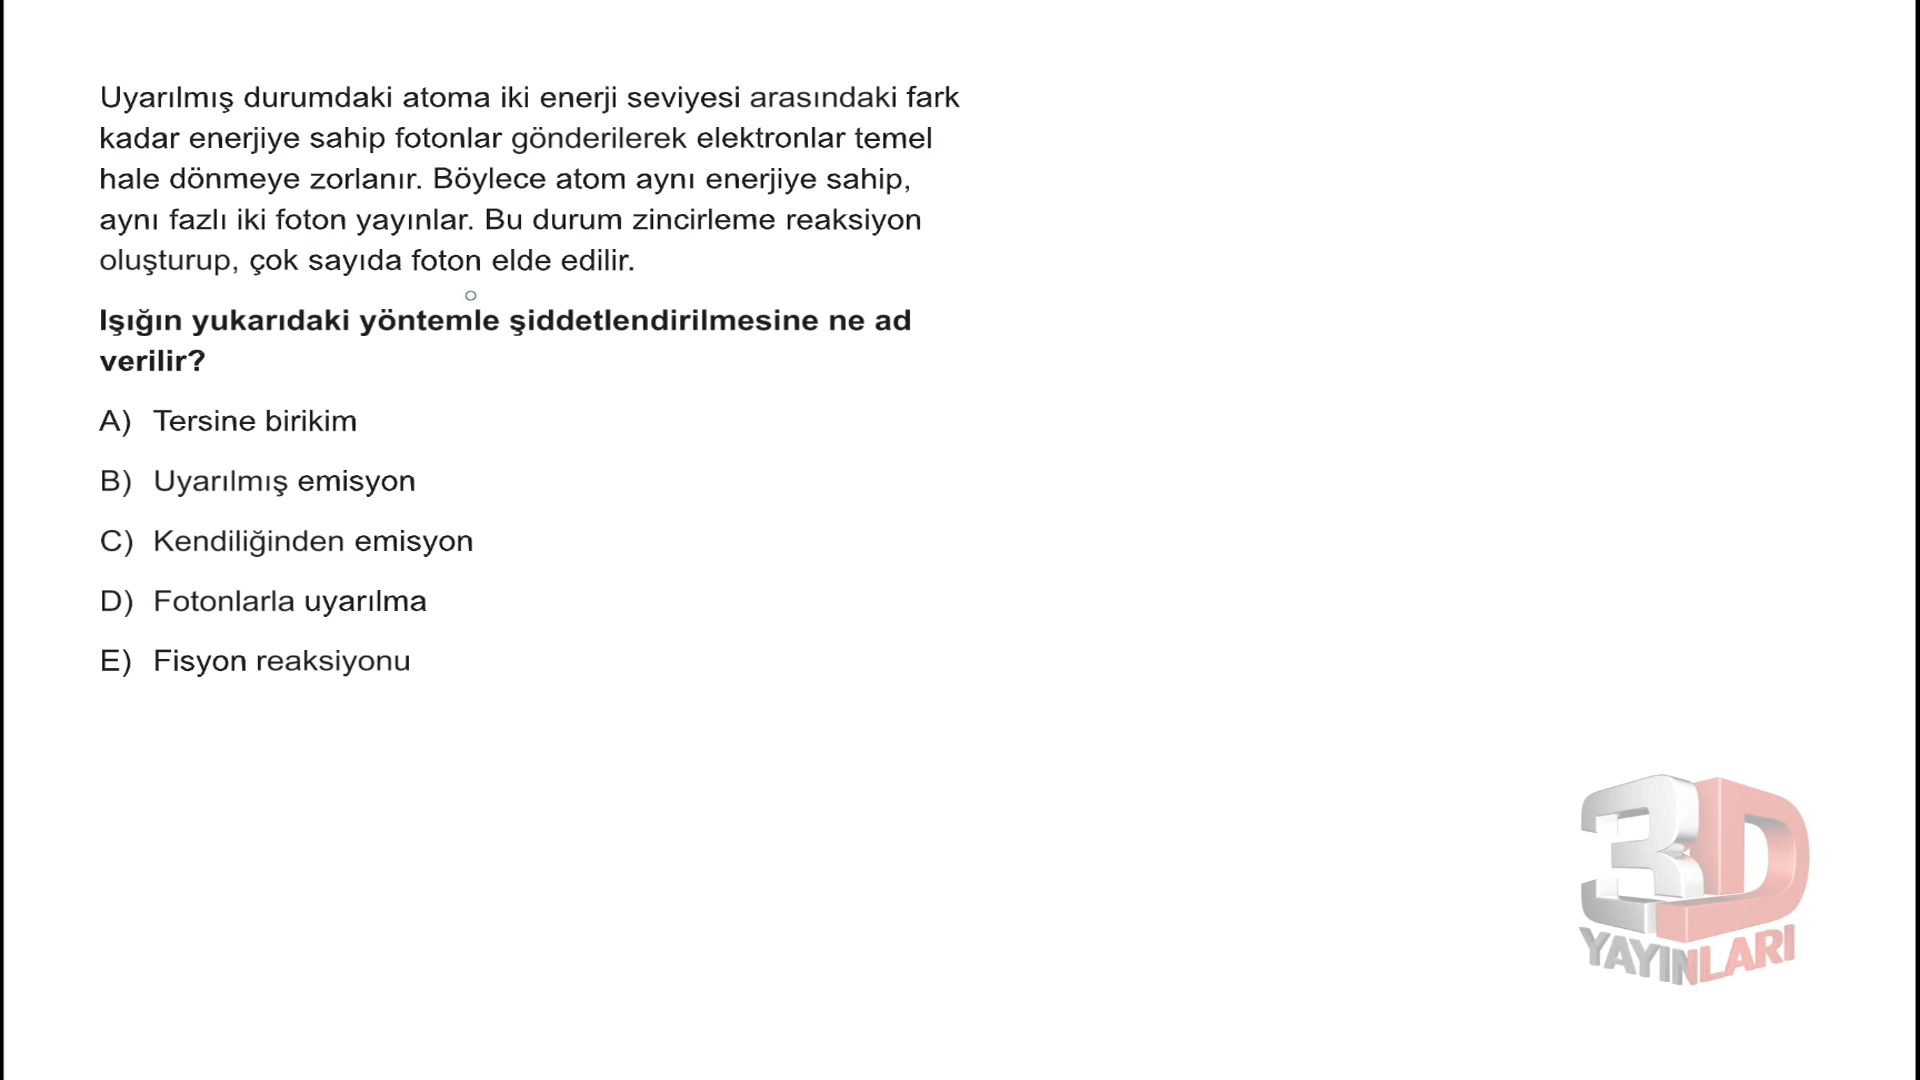 Uyarılmış durumdaki atoma iki enerji seviyesi arasındaki fark
kadar enerjiye sahip fotonlar gönderilerek elektronlar temel
hale dönmeye zorlanır. Böylece atom aynı enerjiye sahip,
aynı fazlı iki foton yayınlar. Bu durum zincirleme reaksiyon
oluşturup, çok sayıda foton elde edilir.
Işığın yukarıdaki yöntemle şiddetlendirilmesine ne ad
verilir?
A) Tersine birikim
B) Uyarılmış emisyon
C) Kendiliğinden emisyon
D) Fotonlarla uyarılma
E) Fisyon reaksiyonu
3D
YAYINLARI